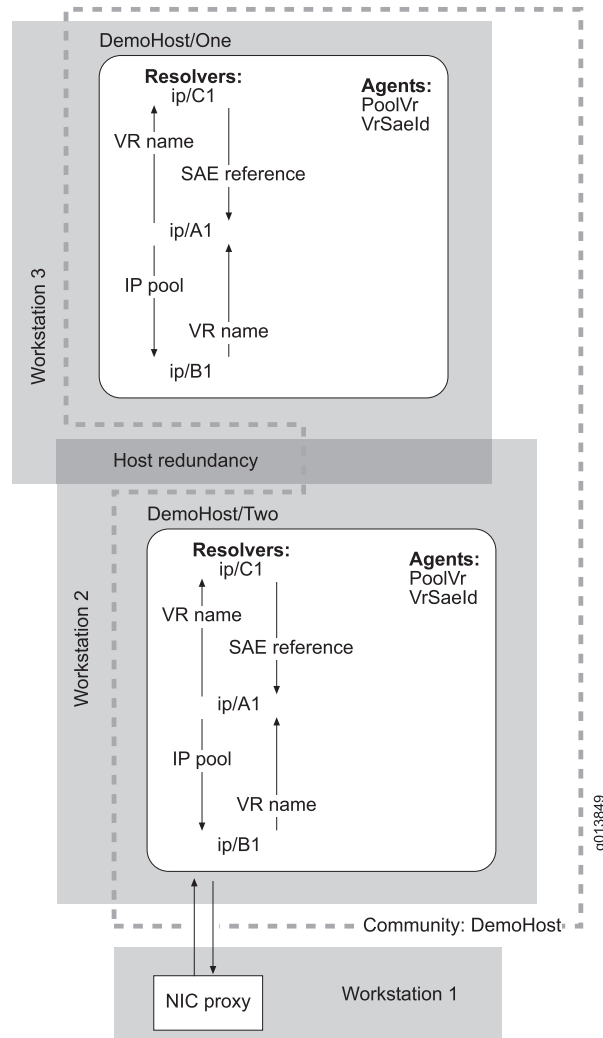 DemoHost/One
Resolvers:
ip/C1
Agents:
PoolVr
VrSaeId
VR name
SAE reference
ip/A1
IP pool
VR name
ip/B1
Workstation 3
Host redundancy
DemoHost/Two
Resolvers:
ip/C1
Agents:
PoolVr
VrSaeId
VR name
SAE reference
ip/A1
IP pool
VR name
ip/B1
Workstation 2
g013849
Community: DemoHost
NIC proxy
Workstation 1